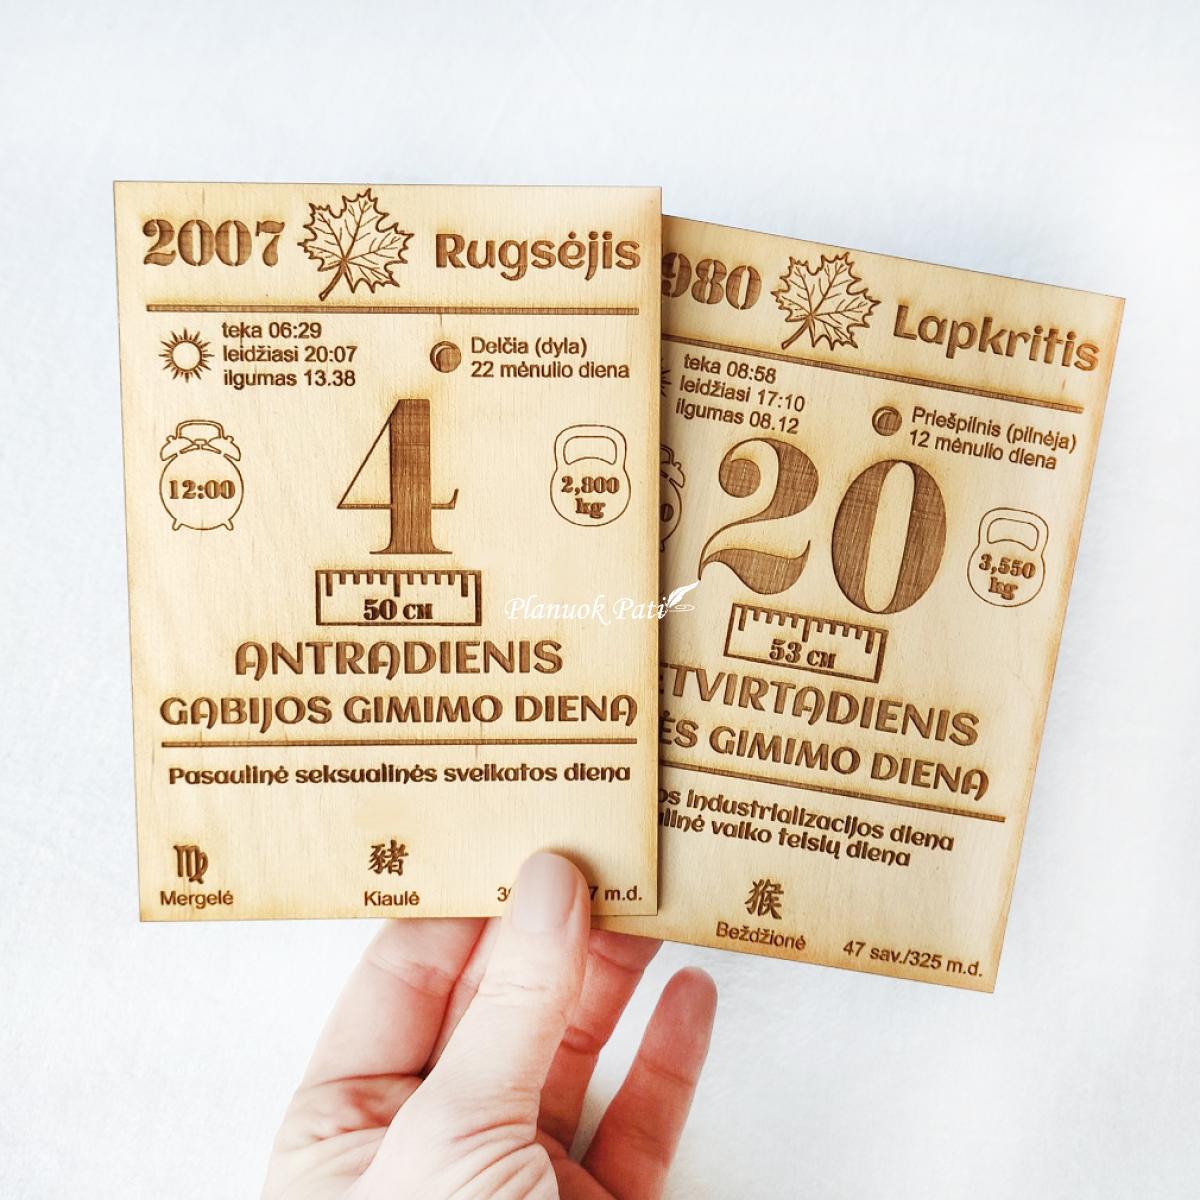 2007 Rugsėjis
teka 06:29
leidžiasi 20:07
ilgumas 13.38
Delčia (dyla)
22 mėnulio diena
12:00
4
2,800
kg
50 CM
ANTRADIENIS
GABIJOS GIMIMO DIENA
Pasaulinė seksualinės sveikatos diena
Mergelė
豬
Kiaulė
m.d.
Planuok Pati
980 Lapkritis
teka 08:58
leidžiasi 17:10
ilgumas 08.12
Priešpilnis (pilnėja)
12 mėnulio diena
20
3,550
kg
53 CM
ETVIRTADIENIS
ĖS GIMIMO DIENA
os industrializacijos diena
linė vaiko teisių diena
猴
Beždžionė
47 sav./325 m.d.